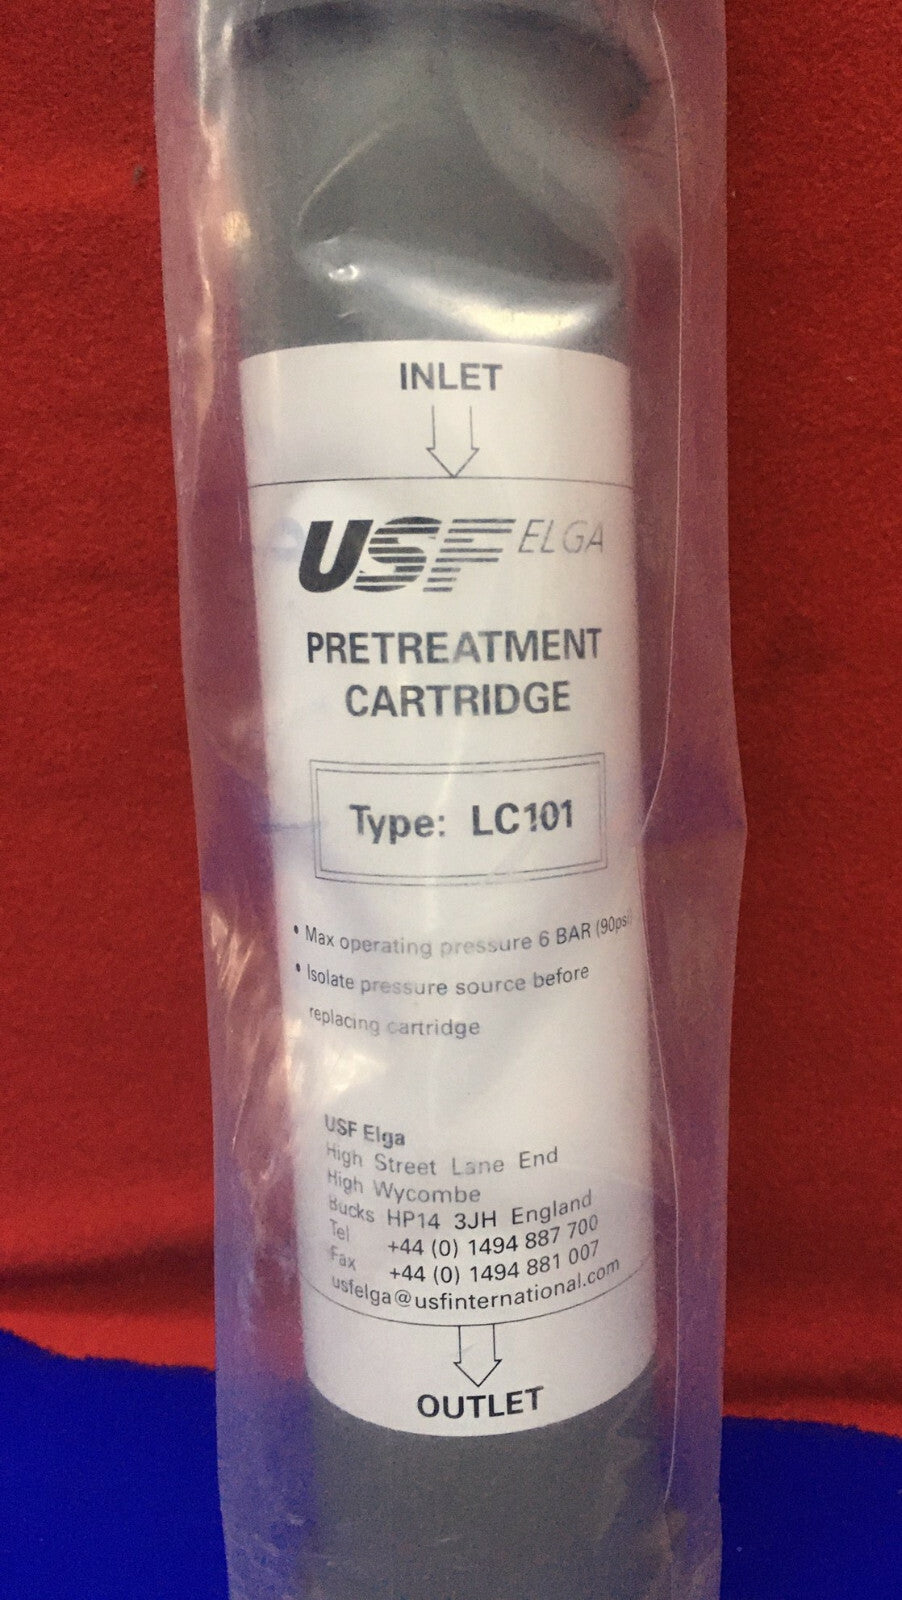 INLET
USF ELGA
PRETREATMENT
CARTRIDGE
Type: LC101
• Max operating pressure 6 BAR (90psi)
• Isolate pressure source before
replacing cartridge
USF Elga
High Street Lane End
High Wycombe
Bucks HP14 3JH England
Tel +44 (0) 1494 887 700
Fax +44 (0) 1494 881 007
usfelga@usfinternational.com
OUTLET